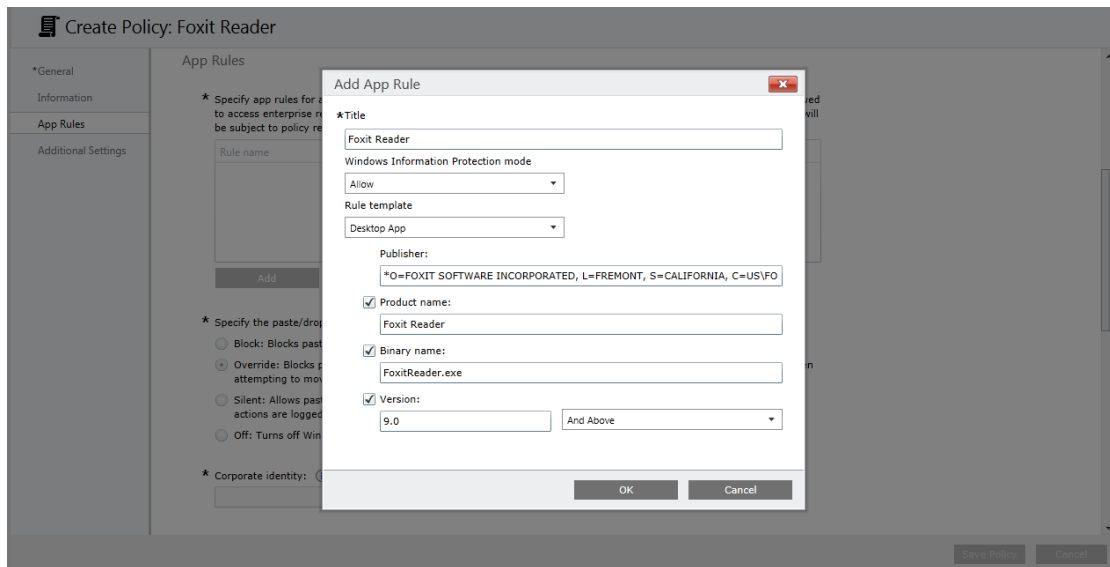 Create Policy: Foxit Reader
*General
Information
App Rules
Additional Settings
App Rules
* Specify app rules for a
to access enterprise re
be subject to policy re
ved
will
Rule name
Add
* Specify the paste/drop
Block: Blocks past
Override: Blocks p
attempting to mov
en
Silent: Allows past
actions are logged
Off: Turns off Win
* Corporate identity:
Add App Rule
*Title
Foxit Reader
Windows Information Protection mode
Allow
Rule template
Desktop App
Publisher:
*O=FOXIT SOFTWARE INCORPORATED, L=FREMONT, S=CALIFORNIA, C=US\FO
Product name:
Foxit Reader
Binary name:
FoxitReader.exe
Version:
9.0
And Above
OK
Cancel
Save Policy
Cancel